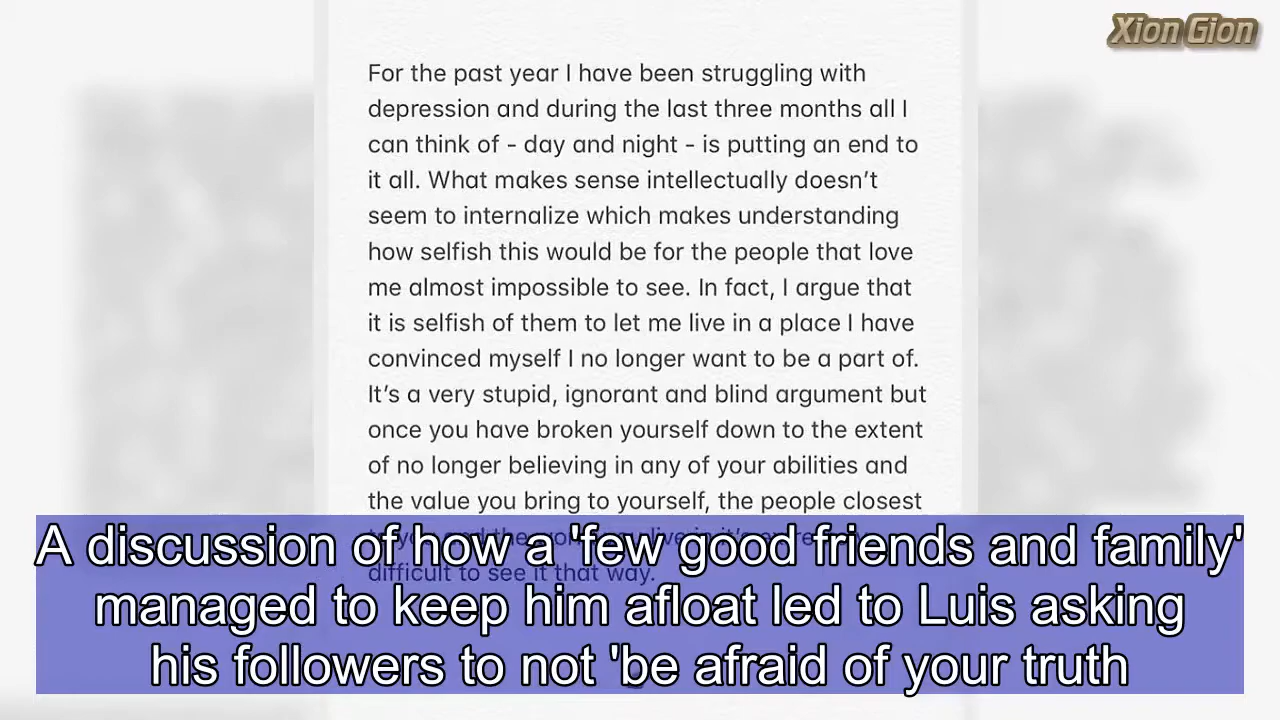 Xion Gion
For the past year I have been struggling with
depression and during the last three months all I
can think of - day and night - is putting an end to
it all. What makes sense intellectually doesn’t
seem to internalize which makes understanding
how selfish this would be for the people that love
me almost impossible to see. In fact, I argue that
it is selfish of them to let me live in a place I have
convinced myself I no longer want to be a part of.
It’s a very stupid, ignorant and blind argument but
once you have broken yourself down to the extent
of no longer believing in any of your abilities and
the value you bring to yourself, the people closest
difficult to see it that way.
A discussion of how a 'few good friends and family'
managed to keep him afloat led to Luis asking
his followers to not 'be afraid of your truth